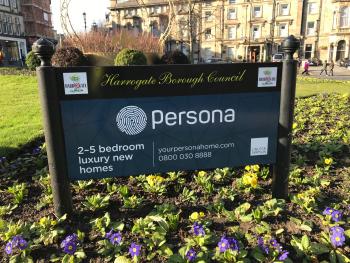 Harrogate Borough Council
Persona
2-5 bedroom
luxury new
homes
yourpersonahome.com
0800 030 8888